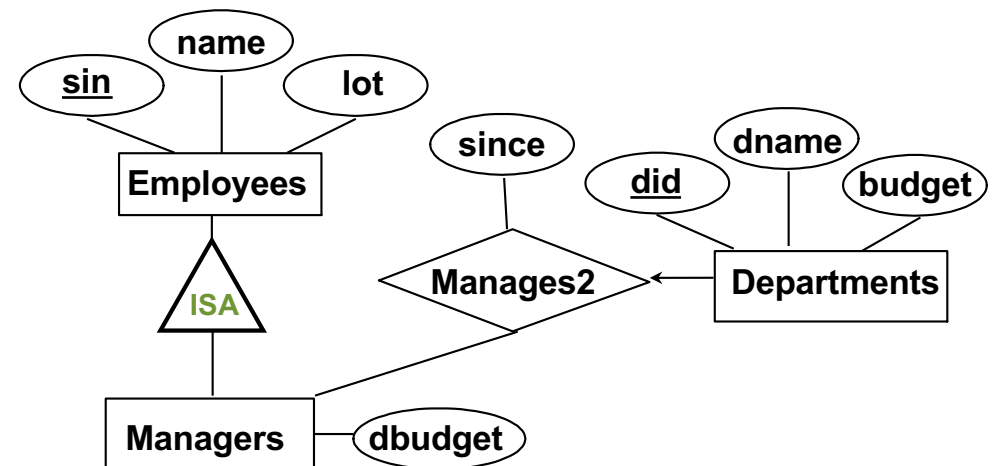 name
sin
lot
Employees
since
dname
did
budget
Manages2
Departments
ISA
Managers
dbudget